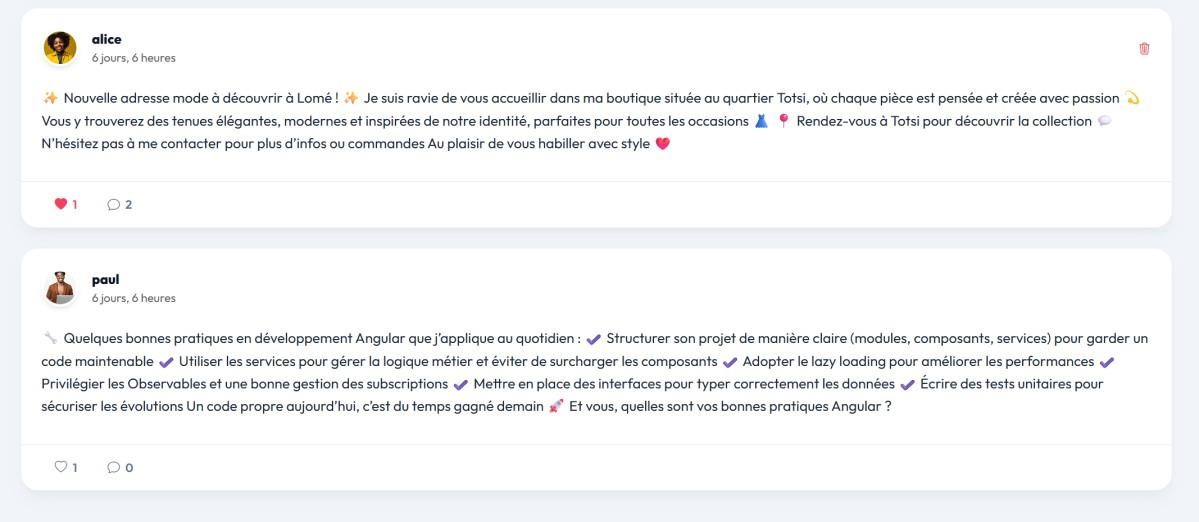 alice
6 jours, 6 heures
✨ Nouvelle adresse mode à découvrir à Lomé ! ✨ Je suis ravie de vous accueillir dans ma boutique située au quartier Totsi, où chaque pièce est pensée et créée avec passion 💫
Vous y trouverez des tenues élégantes, modernes et inspirées de notre identité, parfaites pour toutes les occasions 👗 📍 Rendez-vous à Totsi pour découvrir la collection 💬
N’hésitez pas à me contacter pour plus d’infos ou commandes Au plaisir de vous habiller avec style ❤️
1 2
paul
6 jours, 6 heures
🔧 Quelques bonnes pratiques en développement Angular que j’applique au quotidien : ✔️ Structurer son projet de manière claire (modules, composants, services) pour garder un
code maintenable ✔️ Utiliser les services pour gérer la logique métier et éviter de surcharger les composants ✔️ Adopter le lazy loading pour améliorer les performances ✔️
Privilégier les Observables et une bonne gestion des subscriptions ✔️ Mettre en place des interfaces pour typer correctement les données ✔️ Écrire des tests unitaires pour
sécuriser les évolutions Un code propre aujourd’hui, c’est du temps gagné demain 🚀 Et vous, quelles sont vos bonnes pratiques Angular ?
1 0